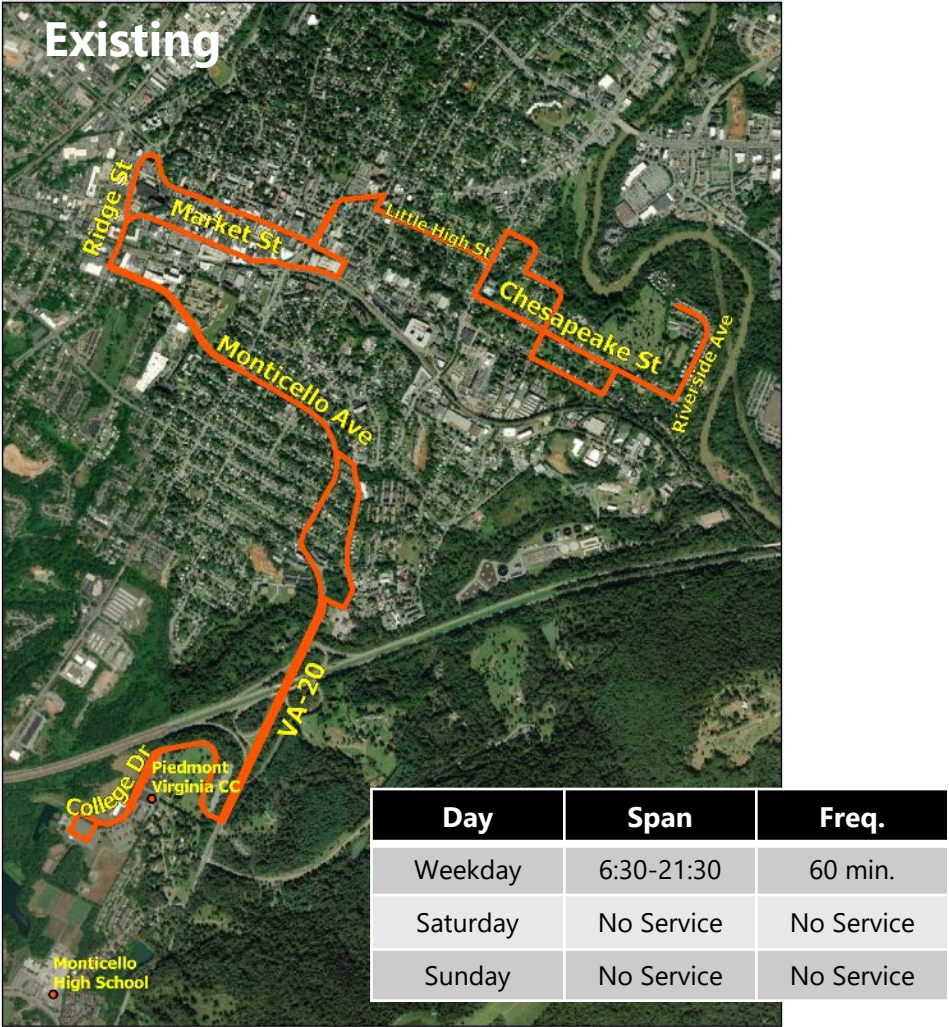 Existing
Ridge St
Market St
Little High St
Chesapeake St
Riverside Ave
Monticello Ave
VA-20
College Dr
Piedmont
Virginia CC
Monticello
High School
Day Span Freq.
Weekday 6:30-21:30 60 min.
Saturday No Service No Service
Sunday No Service No Service